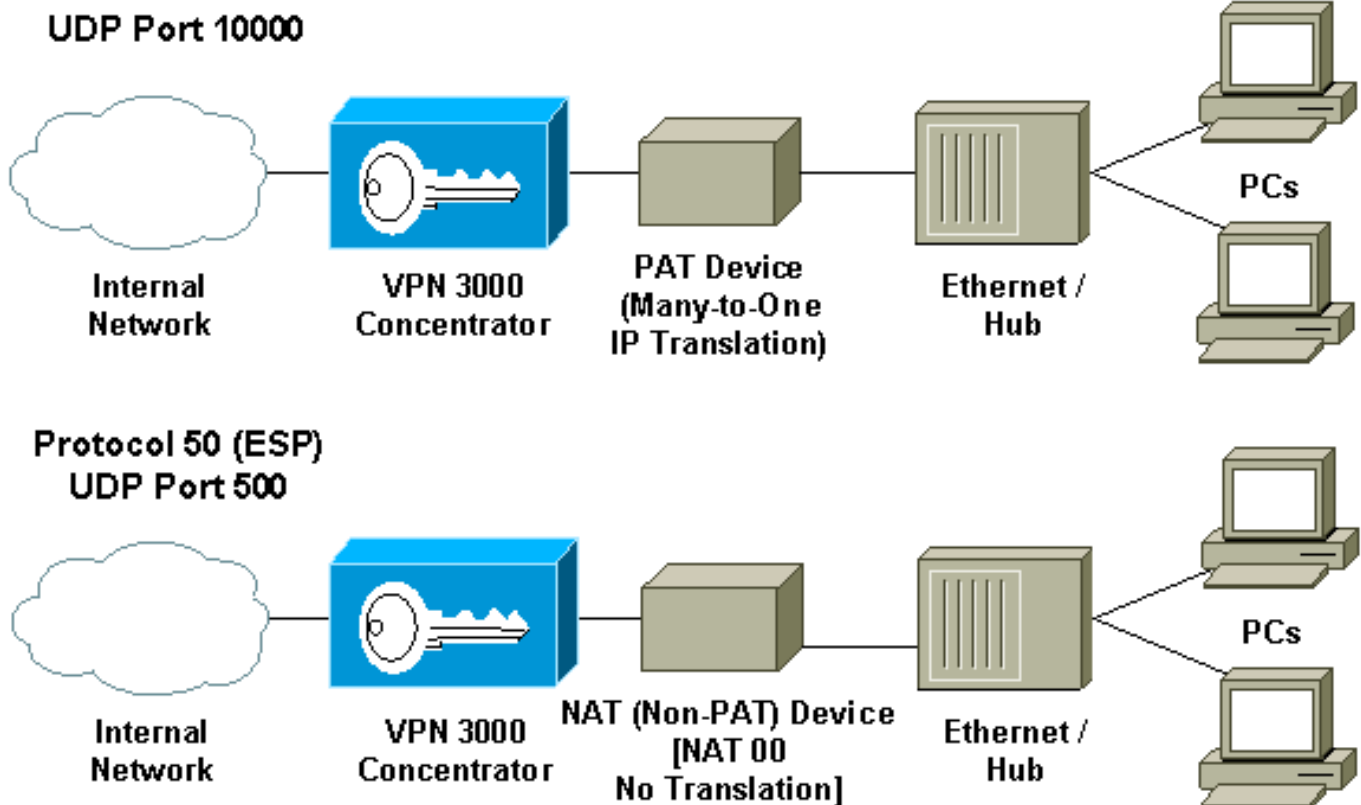 UDP Port 10000
PCs
Internal
Network
VPN 3000
Concentrator
PAT Device
(Many-to-One
IP Translation)
Ethernet /
Hub
Protocol 50 (ESP)
UDP Port 500
PCs
Internal
Network
VPN 3000
Concentrator
NAT (Non-PAT) Device
[NAT 00
No Translation]
Ethernet /
Hub